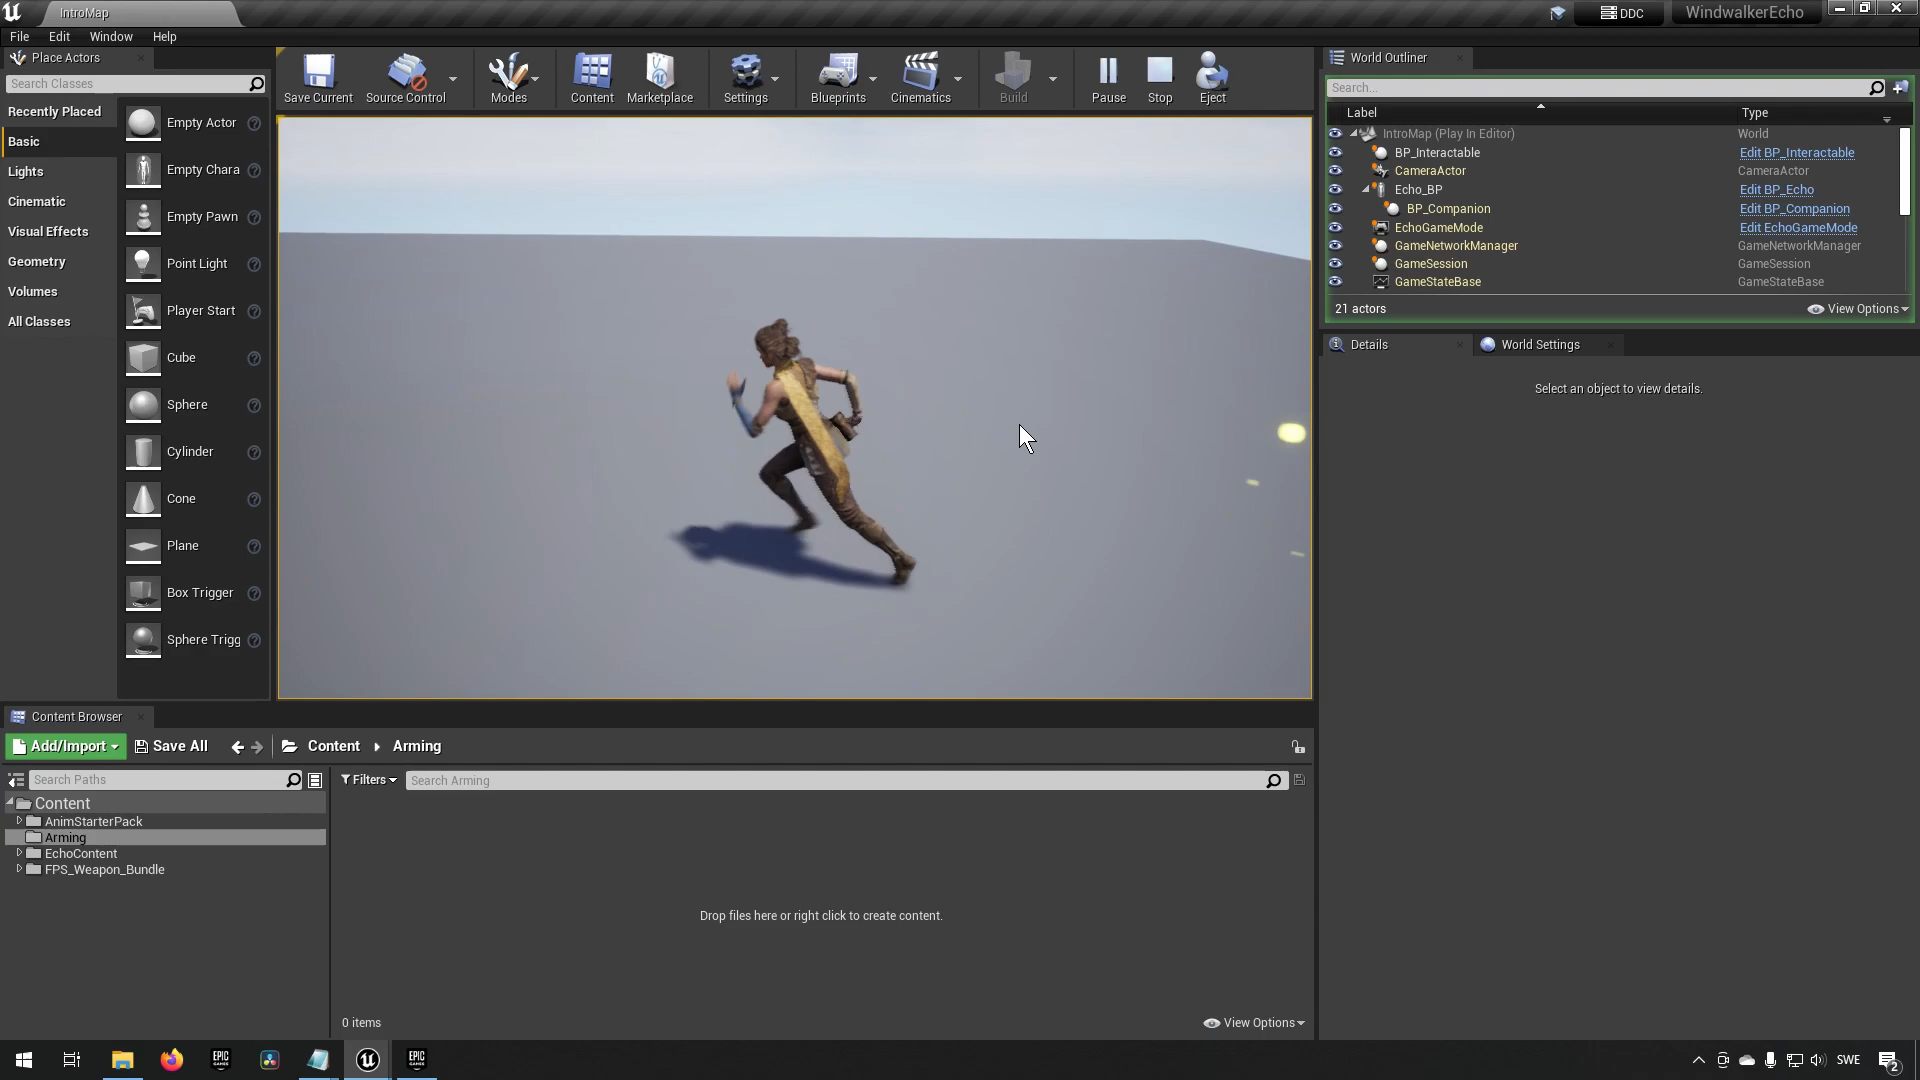 IntroMap
DDC
WindwalkerEcho
File
Edit
Window
Help
Place Actors
Search Classes
Recently Placed
Basic
Lights
Cinematic
Visual Effects
Geometry
Volumes
All Classes
Empty Actor
Empty Chara
Empty Pawn
Point Light
Player Start
Cube
Sphere
Cylinder
Cone
Plane
Box Trigger
Sphere Trigg
Save Current
Source Control
Modes
Content
Marketplace
Settings
Blueprints
Cinematics
Build
Pause
Stop
Eject
World Outliner
Search...
Label
Type
IntroMap (Play In Editor)
World
BP_Interactable
Edit BP_Interactable
CameraActor
CameraActor
Echo_BP
Edit BP_Echo
BP_Companion
Edit BP_Companion
EchoGameMode
Edit EchoGameMode
GameNetworkManager
GameNetworkManager
GameSession
GameSession
GameStateBase
GameStateBase
21 actors
View Options
Details
World Settings
Select an object to view details.
Content Browser
Add/Import
Save All
Content
Arming
Search Paths
Filters
Search Arming
Content
AnimStarterPack
Arming
EchoContent
FPS_Weapon_Bundle
Drop files here or right click to create content.
0 items
View Options
EPIC GAMES
EPIC GAMES
SWE
2